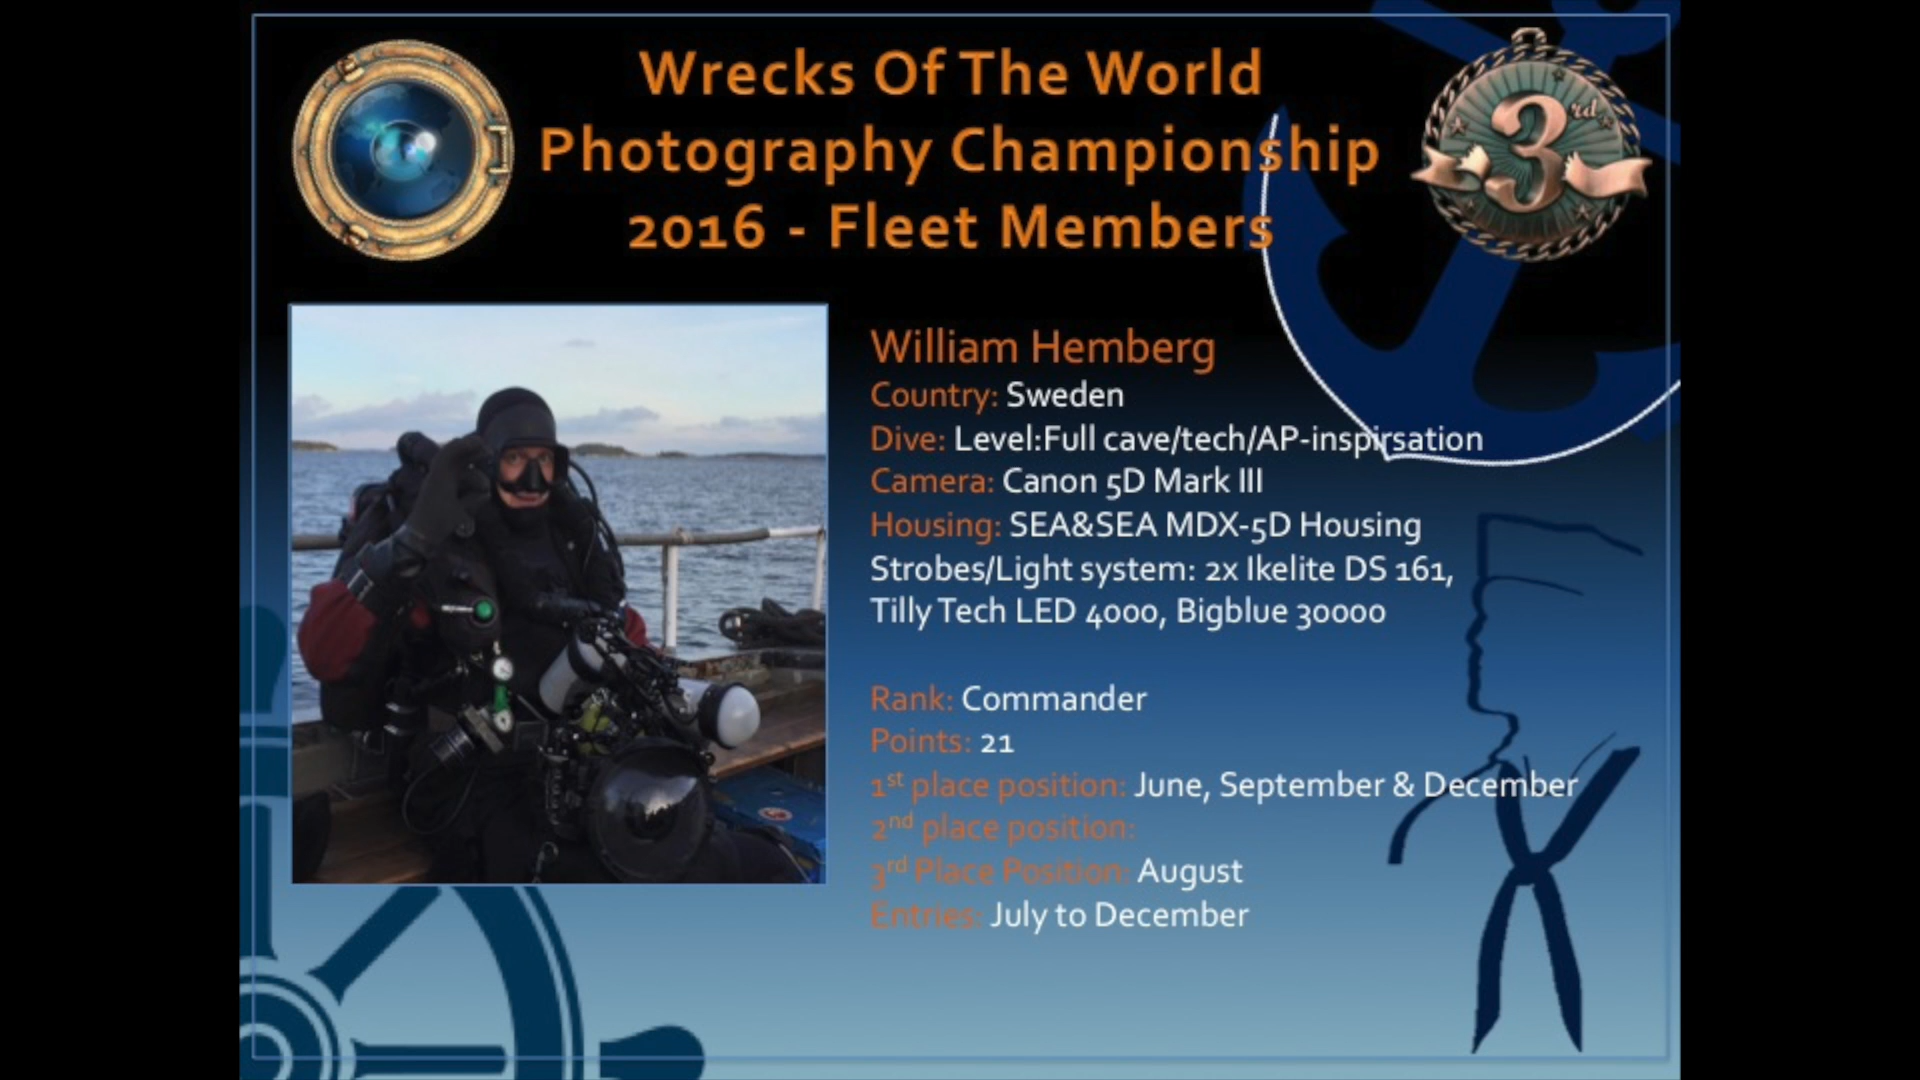 Wrecks Of The World
Photography Championship
2016 - Fleet Members
3rd
William Hemberg
Country: Sweden
Dive: Level:Full cave/tech/AP-inspirsation
Camera: Canon 5D Mark III
Housing: SEA&SEA MDX-5D Housing
Strobes/Light system: 2x Ikelite DS 161,
Tilly Tech LED 4000, Bigblue 30000
Rank: Commander
Points: 21
1st place position: June, September & December
2nd place position:
3rd Place Position: August
Entries: July to December